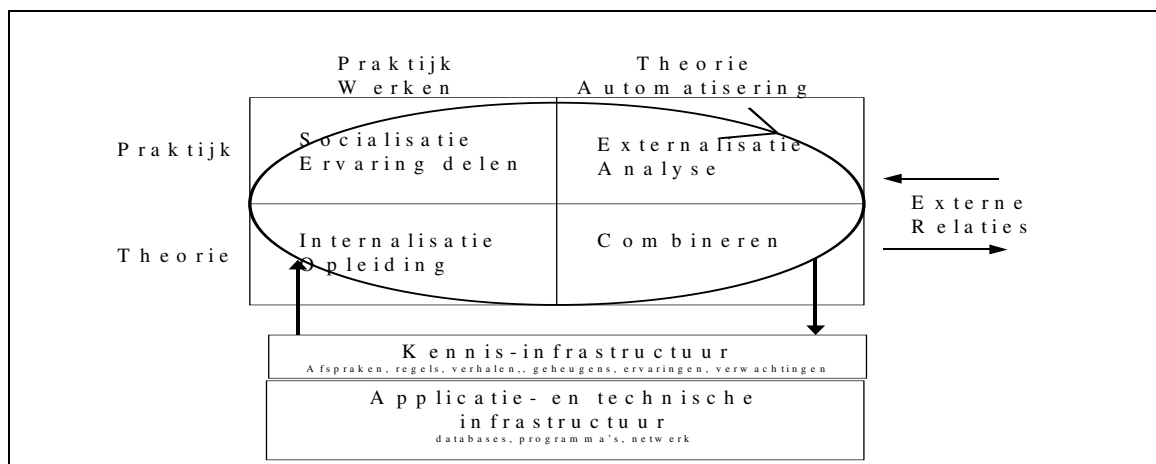 Praktijk
Werken
Theorie
Automatisering
Praktijk
Socialisatie
Ervaring delen
Externalisatie
Analyse
Externe
Relaties
Theorie
Internalisatie
Opleiding
Combineren
Kennis-infrastructuur
Afspraken, regels, verhalen,, geheugens, ervaringen, verwachtingen
Applicatie- en technische
infrastructuur
databases, programma's, netwerk